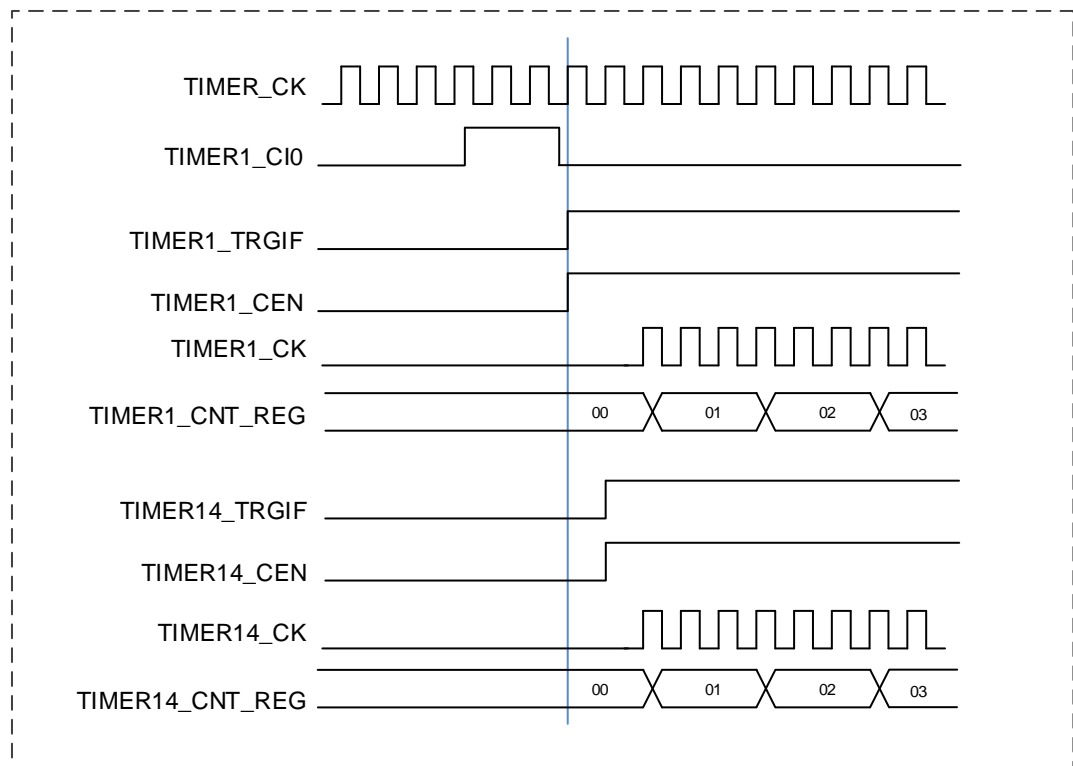 TIMER_CK
TIMER1_CI0
TIMER1_TRGIF
TIMER1_CEN
TIMER1_CK
TIMER1_CNT_REG 00 01 02 03
TIMER14_TRGIF
TIMER14_CEN
TIMER14_CK
TIMER14_CNT_REG 00 01 02 03